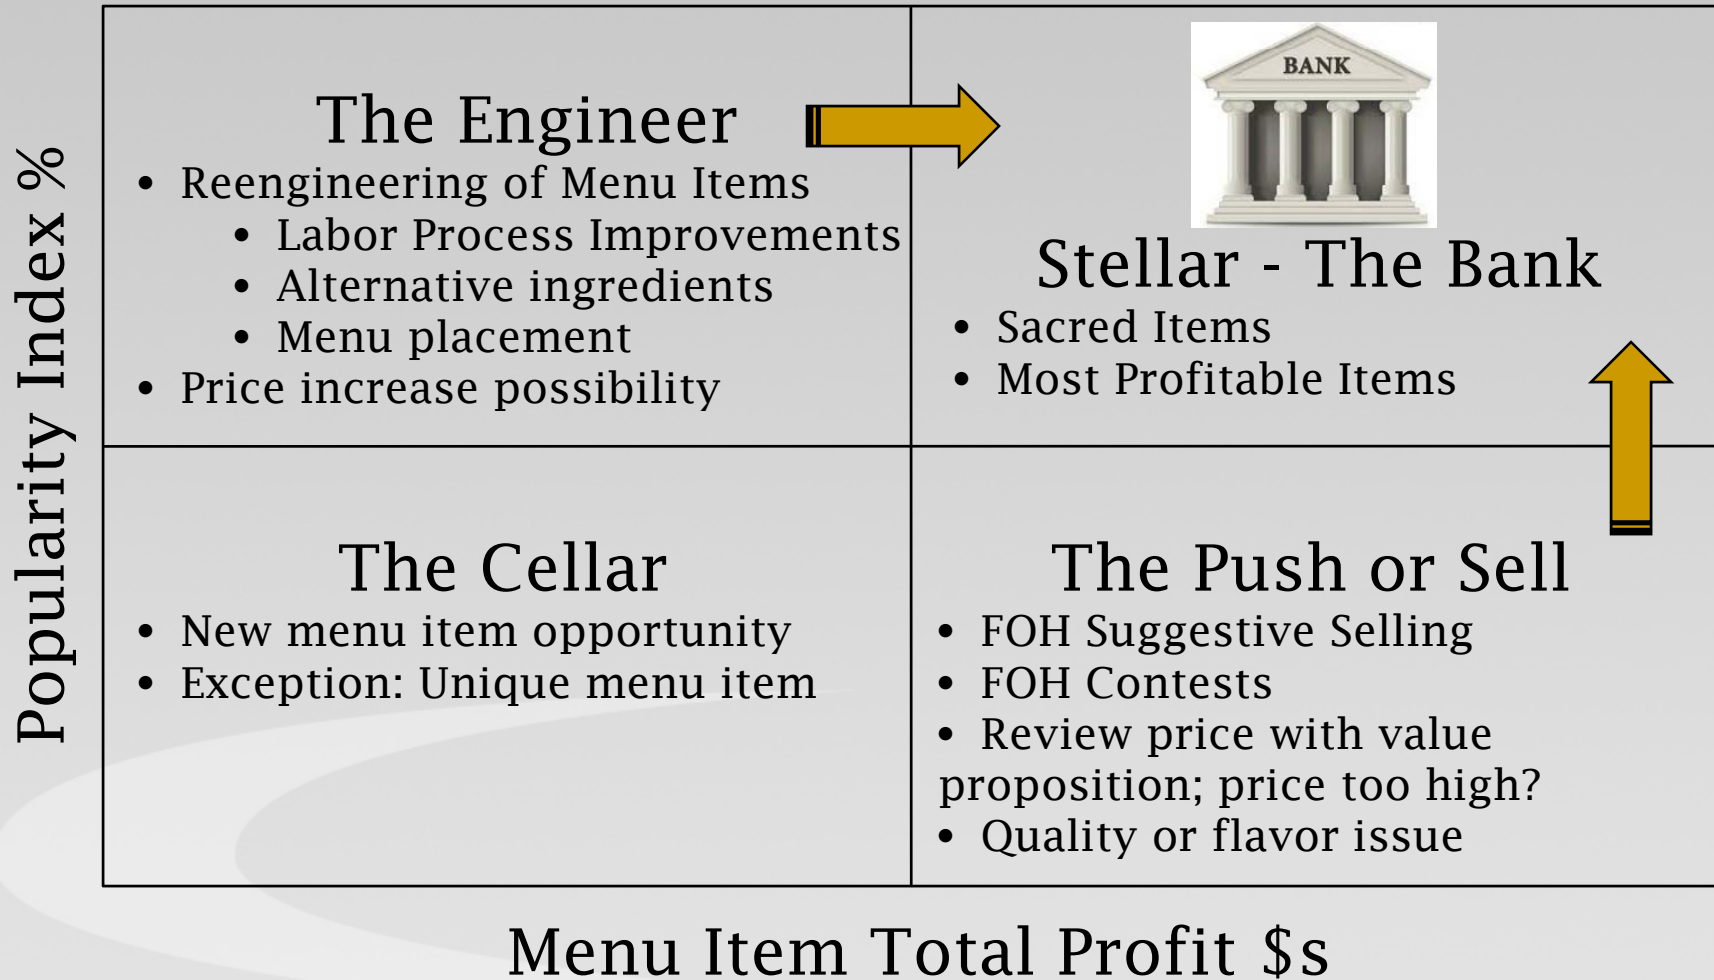 Popularity Index %
The Engineer
• Reengineering of Menu Items
• Labor Process Improvements
• Alternative ingredients
• Menu placement
• Price increase possibility
BANK
Stellar - The Bank
• Sacred Items
• Most Profitable Items
The Cellar
• New menu item opportunity
• Exception: Unique menu item
The Push or Sell
• FOH Suggestive Selling
• FOH Contests
• Review price with value
proposition; price too high?
• Quality or flavor issue
Menu Item Total Profit $s